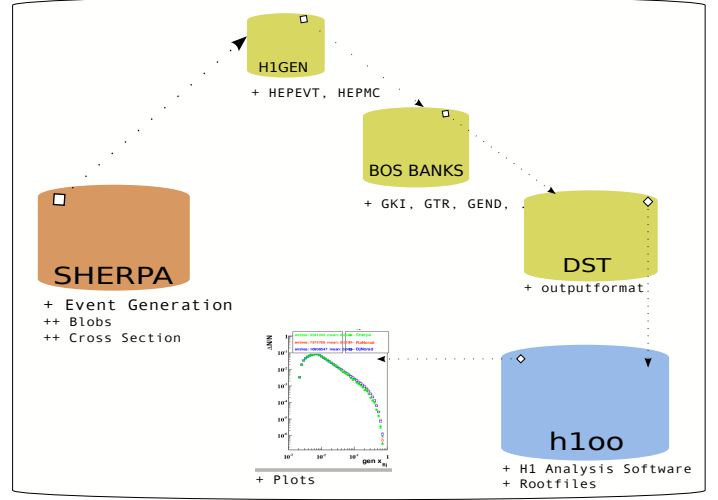 H1GEN
+ HEPEVT, HEPMC
BOS BANKS
+ GKI, GTR, GEND, .
DST
+ outputformat
SHERPA
+ Event Generation
++ Blobs
++ Cross Section
gen x
+ Plots
h1oo
+ H1 Analysis Software
+ Rootfiles